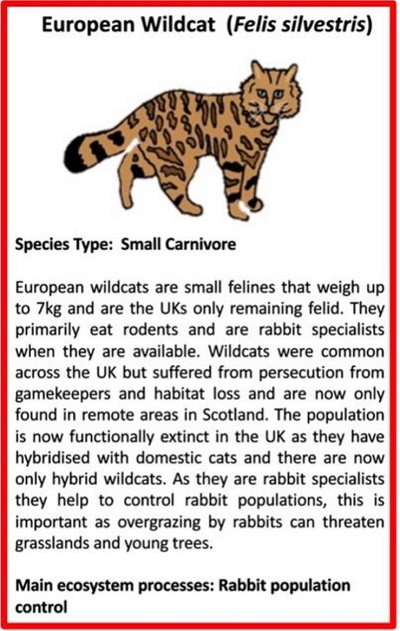 European Wildcat (Felis silvestris)
Species Type: Small Carnivore
European wildcats are small felines that weigh up
to 7kg and are the UKs only remaining felid. They
primarily eat rodents and are rabbit specialists
when they are available. Wildcats were common
across the UK but suffered from persecution from
gamekeepers and habitat loss and are now only
found in remote areas in Scotland. The population
is now functionally extinct in the UK as they have
hybridised with domestic cats and there are now
only hybrid wildcats. As they are rabbit specialists
they help to control rabbit populations, this is
important as overgrazing by rabbits can threaten
grasslands and young trees.
Main ecosystem processes: Rabbit population
control